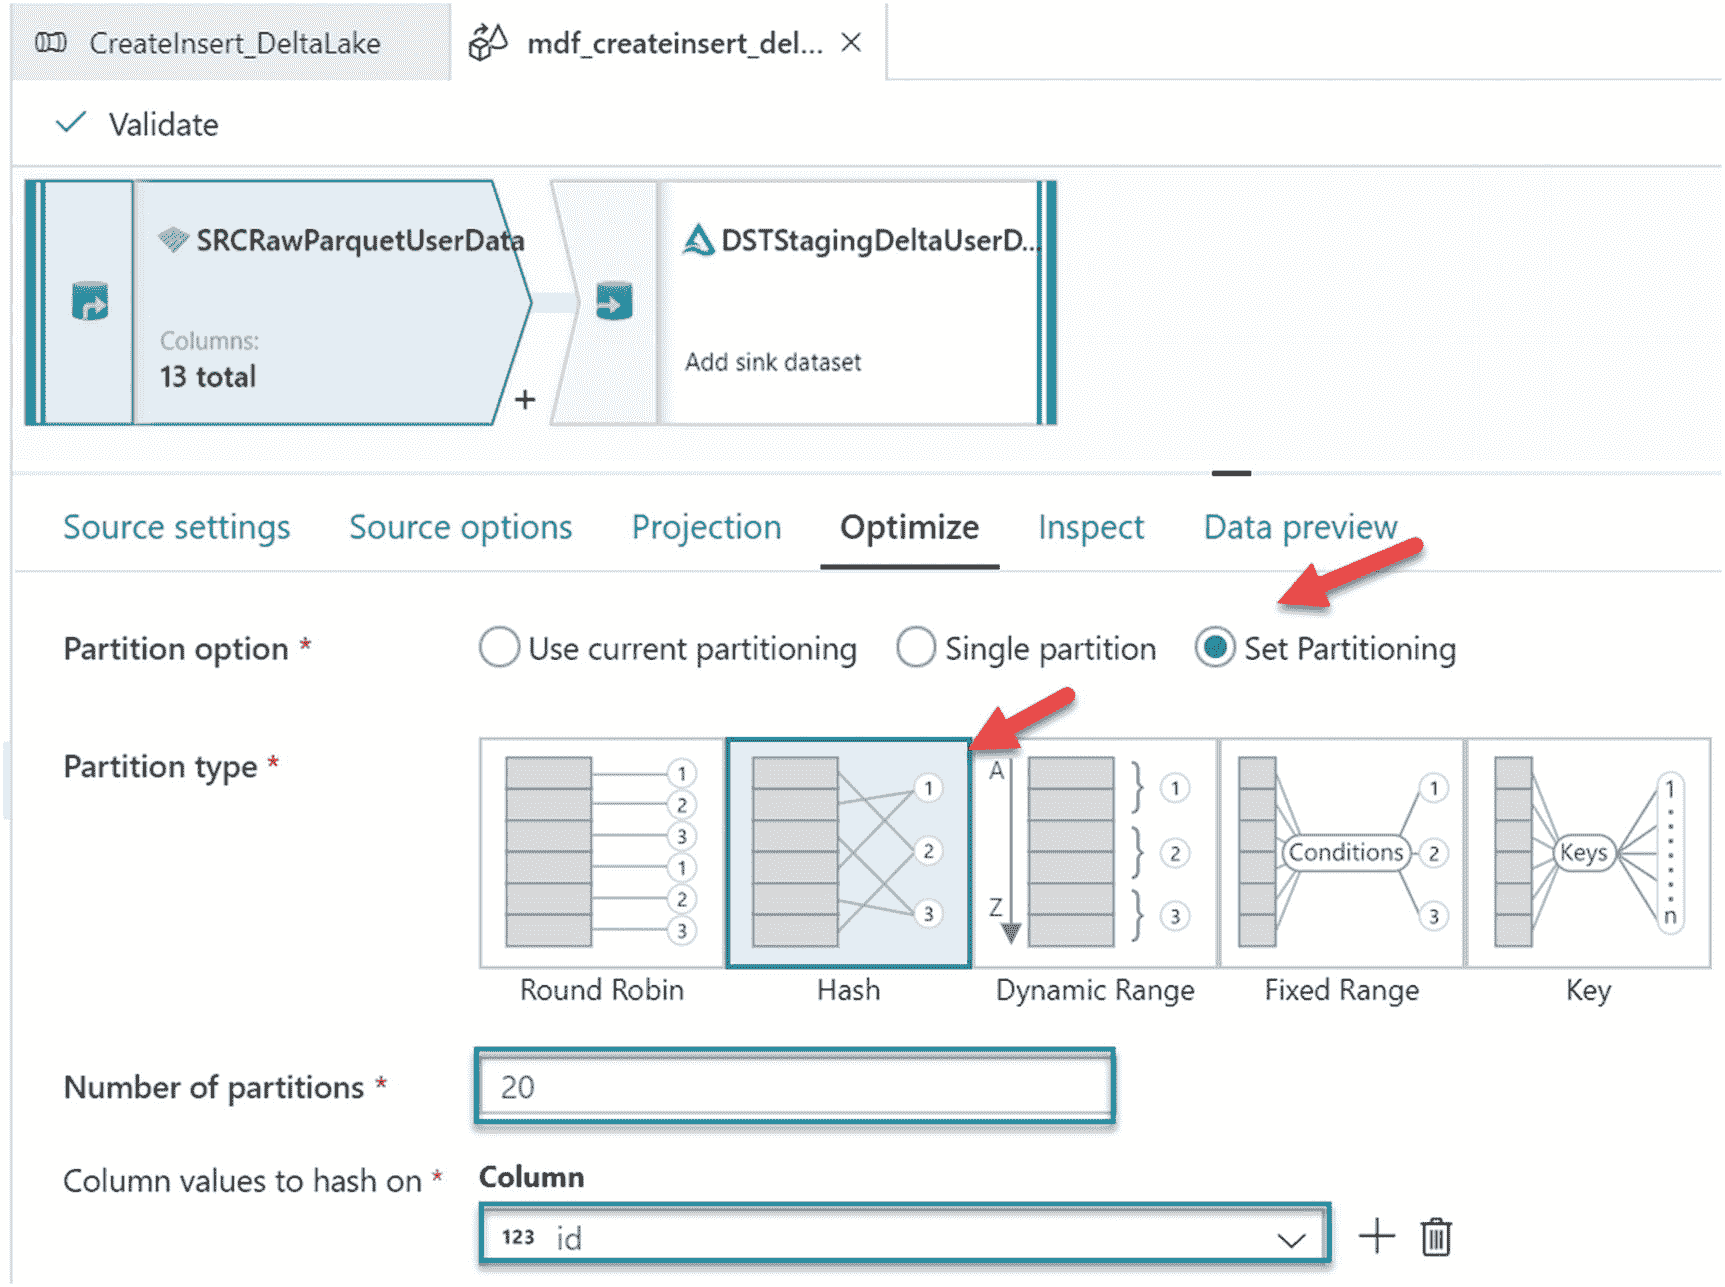 CreateInsert_DeltaLake
mdf_createinsert_del...
Validate
SRCRawParquetUserData
DSTStagingDeltaUserD...
Columns:
13 total
Add sink dataset
+
Source settings
Source options
Projection
Optimize
Inspect
Data preview
Partition option *
Use current partitioning
Single partition
Set Partitioning
Partition type *
1
2
3
1
2
3
1
2
3
A
Z
1
2
3
Conditions
1
2
3
Keys
1
n
Round Robin
Hash
Dynamic Range
Fixed Range
Key
Number of partitions *
20
Column values to hash on *
Column
123 id